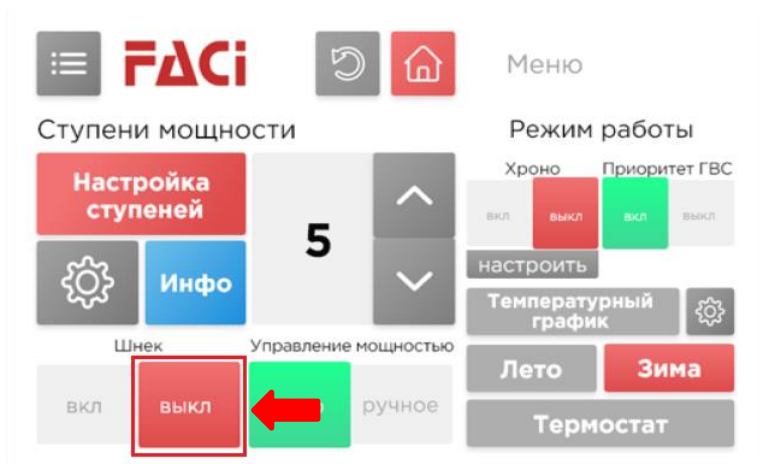 FACI
Меню
Ступени мощности
Режим работы
Настройка
ступеней
5
Хроно
Приоритет ГВС
вкл
выкл
вкл
выкл
Инфо
настроить
Температурный
график
Шнек
Управление мощностью
Лето
Зима
вкл
выкл
ручное
Термостат